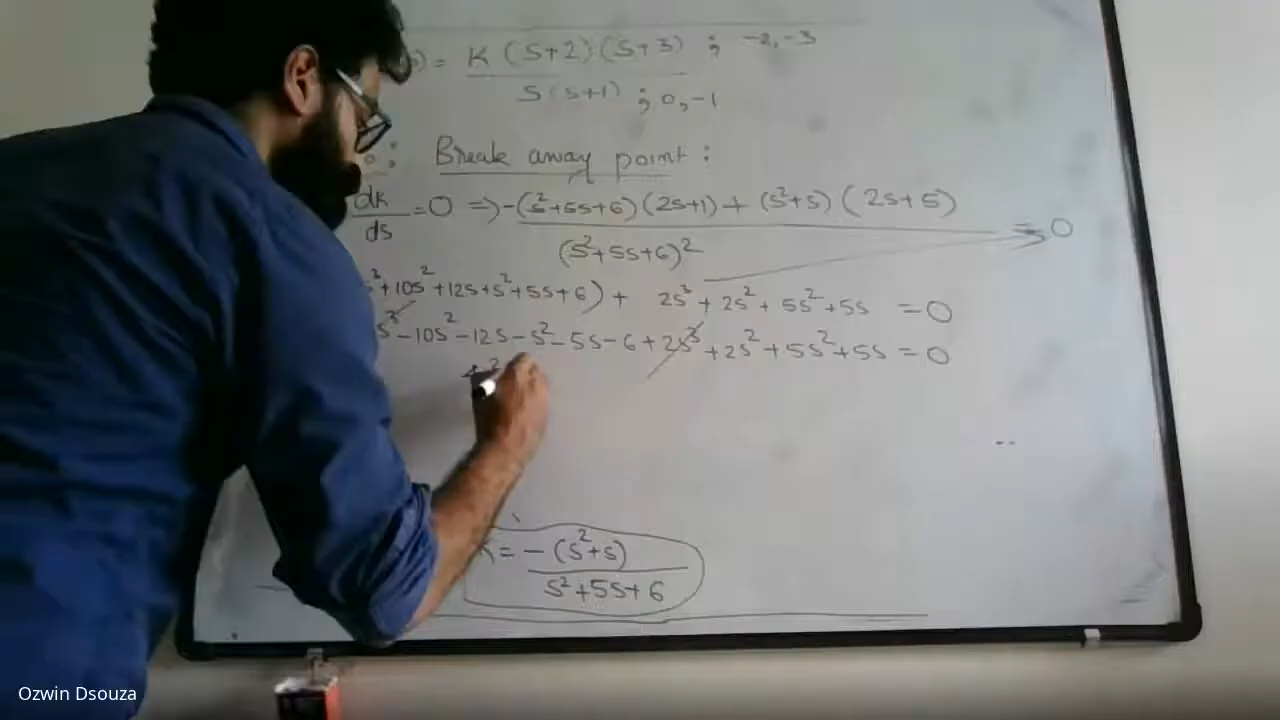 ) = K (S+2) (S+3) ; -2, -3
S(S+1) ; 0, -1
Break away point :
dK/ds = 0 => -(s²+5s+6)(2s+1) + (s²+s) (2s+5) = 0
(s²+5s+6)²
³+10s²+12s+s²+5s+6) + 2s³+2s²+5s²+5s = 0
s³-10s²-12s-s²-5s-6+2s³+2s²+5s²+5s = 0
K = -(s²+s)
s²+5s+6
Ozwin Dsouza